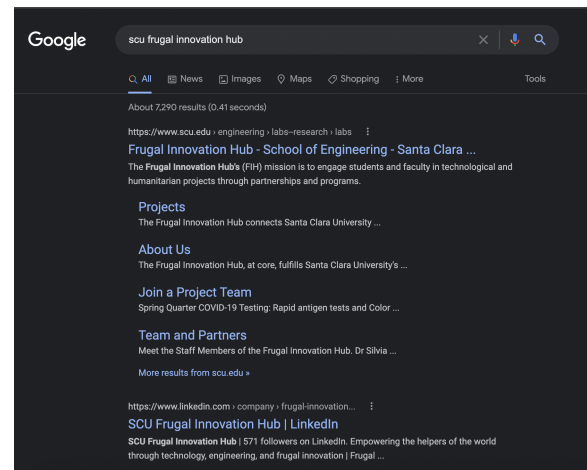 Google
scu frugal innovation hub
All News Images Maps Shopping More Tools
About 7,290 results (0.41 seconds)
https://www.scu.edu › engineering › labs--research › labs
Frugal Innovation Hub - School of Engineering - Santa Clara ...
The Frugal Innovation Hub's (FIH) mission is to engage students and faculty in technological and
humanitarian projects through partnerships and programs.
Projects
The Frugal Innovation Hub connects Santa Clara University ...
About Us
The Frugal Innovation Hub, at core, fulfills Santa Clara University's ...
Join a Project Team
Spring Quarter COVID-19 Testing: Rapid antigen tests and Color ...
Team and Partners
Meet the Staff Members of the Frugal Innovation Hub. Dr Silvia ...
More results from scu.edu »
https://www.linkedin.com › company › frugal-innovation...
SCU Frugal Innovation Hub | LinkedIn
SCU Frugal Innovation Hub | 571 followers on LinkedIn. Empowering the helpers of the world
through technology, engineering, and frugal innovation | Frugal ...